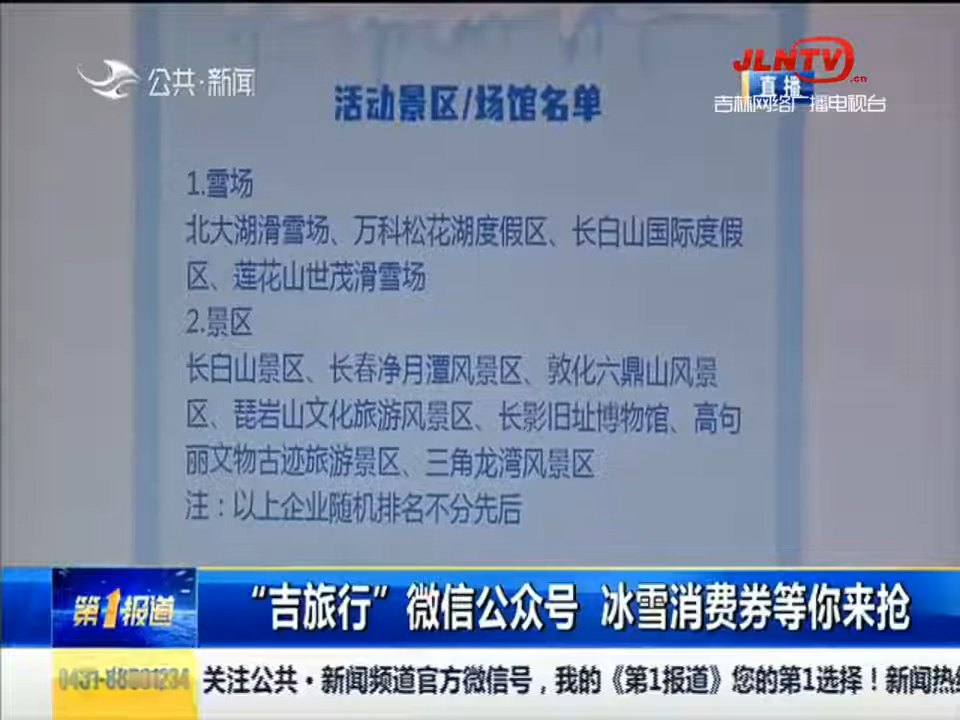 公共·新闻
JLNTV.cn
直播
吉林网络广播电视台
活动景区/场馆名单
1.雪场
北大湖滑雪场、万科松花湖度假区、长白山国际度假
区、莲花山世茂滑雪场
2.景区
长白山景区、长春净月潭风景区、敦化六鼎山风景
区、琵岩山文化旅游风景区、长影旧址博物馆、高句
丽文物古迹旅游景区、三角龙湾风景区
注：以上企业随机排名不分先后
第1报道
“吉旅行”微信公众号 冰雪消费券等你来抢
关注公共·新闻频道官方微信号，我的《第1报道》您的第1选择！新闻热